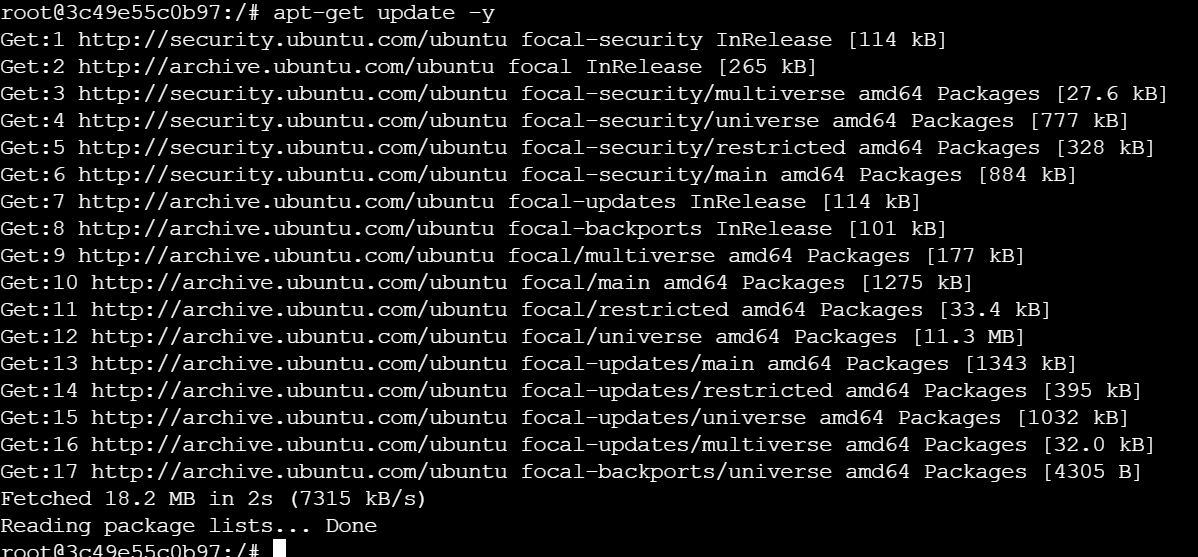 root@3c49e55c0b97:/# apt-get update -y
Get:1 http://security.ubuntu.com/ubuntu focal-security InRelease [114 kB]
Get:2 http://archive.ubuntu.com/ubuntu focal InRelease [265 kB]
Get:3 http://security.ubuntu.com/ubuntu focal-security/multiverse amd64 Packages [27.6 kB]
Get:4 http://security.ubuntu.com/ubuntu focal-security/universe amd64 Packages [777 kB]
Get:5 http://security.ubuntu.com/ubuntu focal-security/restricted amd64 Packages [328 kB]
Get:6 http://security.ubuntu.com/ubuntu focal-security/main amd64 Packages [884 kB]
Get:7 http://archive.ubuntu.com/ubuntu focal-updates InRelease [114 kB]
Get:8 http://archive.ubuntu.com/ubuntu focal-backports InRelease [101 kB]
Get:9 http://archive.ubuntu.com/ubuntu focal/multiverse amd64 Packages [177 kB]
Get:10 http://archive.ubuntu.com/ubuntu focal/main amd64 Packages [1275 kB]
Get:11 http://archive.ubuntu.com/ubuntu focal/restricted amd64 Packages [33.4 kB]
Get:12 http://archive.ubuntu.com/ubuntu focal/universe amd64 Packages [11.3 MB]
Get:13 http://archive.ubuntu.com/ubuntu focal-updates/main amd64 Packages [1343 kB]
Get:14 http://archive.ubuntu.com/ubuntu focal-updates/restricted amd64 Packages [395 kB]
Get:15 http://archive.ubuntu.com/ubuntu focal-updates/universe amd64 Packages [1032 kB]
Get:16 http://archive.ubuntu.com/ubuntu focal-updates/multiverse amd64 Packages [32.0 kB]
Get:17 http://archive.ubuntu.com/ubuntu focal-backports/universe amd64 Packages [4305 B]
Fetched 18.2 MB in 2s (7315 kB/s)
Reading package lists... Done
root@3c49e55c0b97:/#